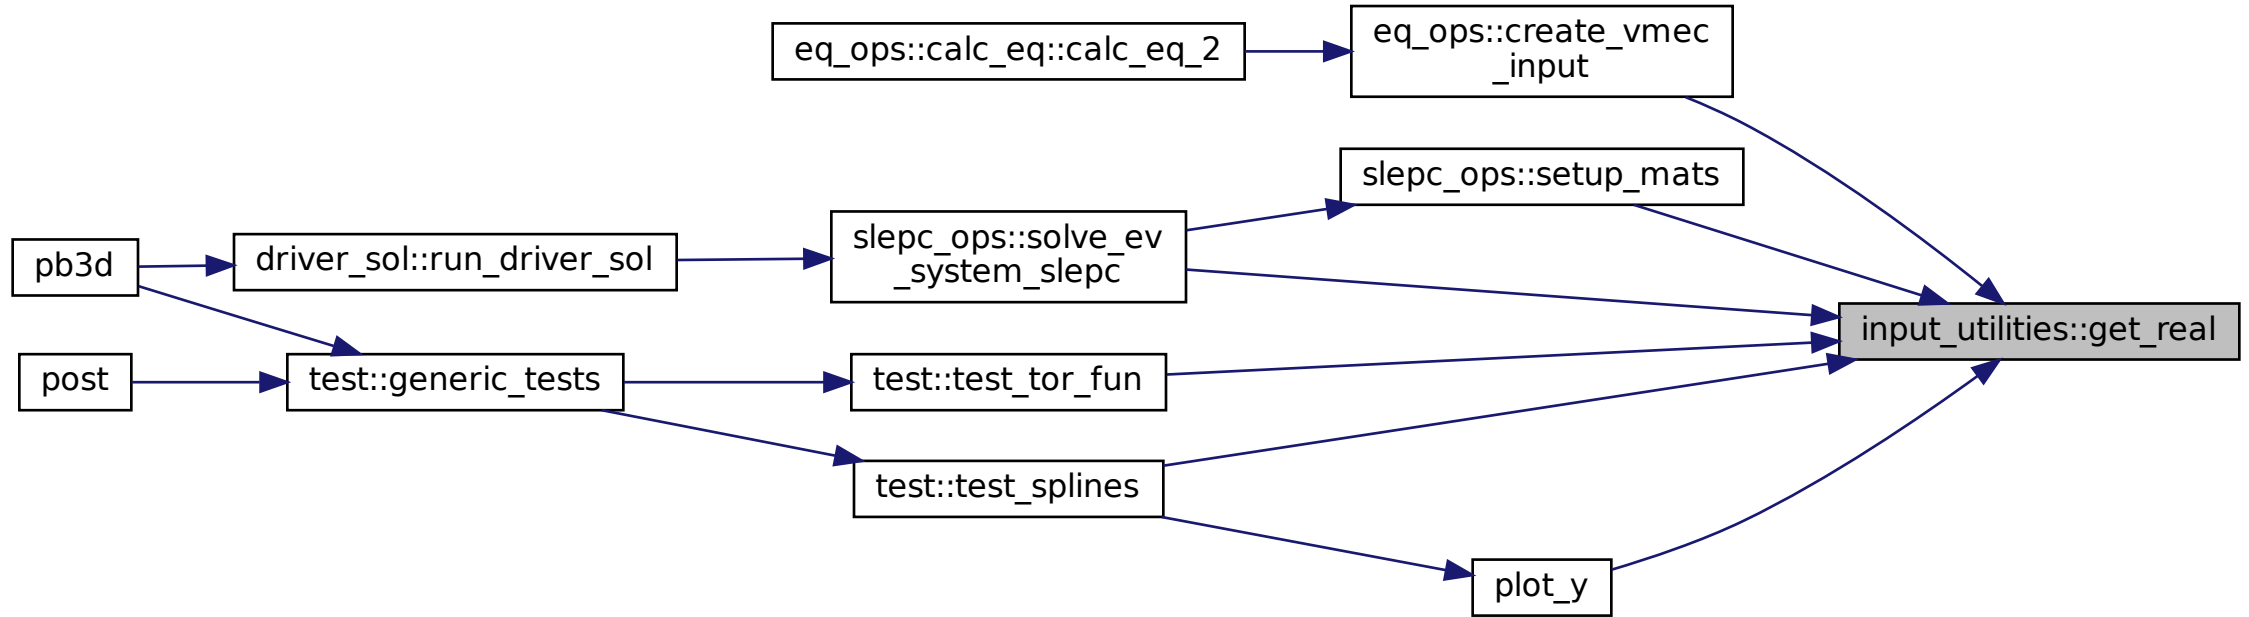 eq_ops::create_vmec
_input
eq_ops::calc_eq::calc_eq_2
slepc_ops::setup_mats
slepc_ops::solve_ev
_system_slepc
driver_sol::run_driver_sol
pb3d
input_utilities::get_real
post
test::generic_tests
test::test_tor_fun
test::test_splines
plot_y